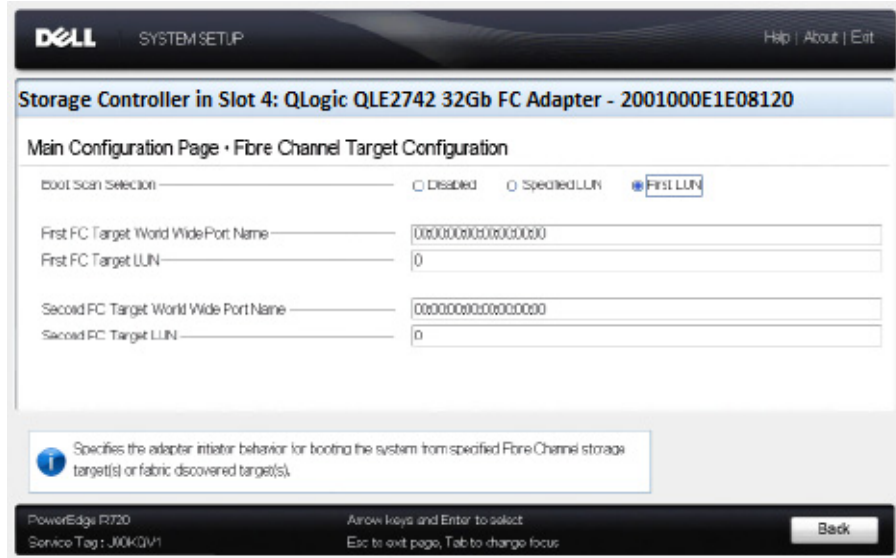 DELL SYSTEM SETUP Help | About | Exit
Storage Controller in Slot 4: QLogic QLE2742 32Gb FC Adapter - 2001000E1E08120
Main Configuration Page • Fibre Channel Target Configuration
Boot Scan Selection Disabled Specified LUN First LUN
First FC Target World Wide Port Name 00:00:00:00:00:00:00:00
First FC Target LUN 0
Second FC Target World Wide Port Name 00:00:00:00:00:00:00:00
Second FC Target LUN 0
Specifies the adapter initiator behavior for booting the system from specified Fibre Channel storage
target(s) or fabric discovered target(s).
PowerEdge R720 Arrow keys and Enter to select
Service Tag : J00KQV1 Esc to exit page, Tab to change focus
Back